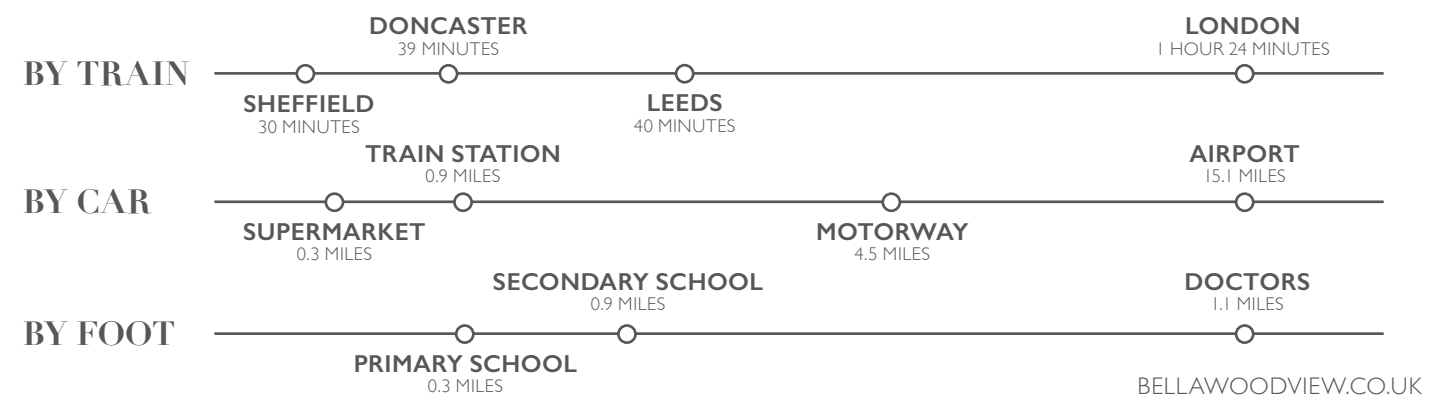 BY TRAIN
DONCASTER
39 MINUTES
LONDON
1 HOUR 24 MINUTES
SHEFFIELD
30 MINUTES
LEEDS
40 MINUTES
BY CAR
TRAIN STATION
0.9 MILES
AIRPORT
15.1 MILES
SUPERMARKET
0.3 MILES
MOTORWAY
4.5 MILES
BY FOOT
SECONDARY SCHOOL
0.9 MILES
DOCTORS
1.1 MILES
PRIMARY SCHOOL
0.3 MILES
BELLAWOODVIEW.CO.UK